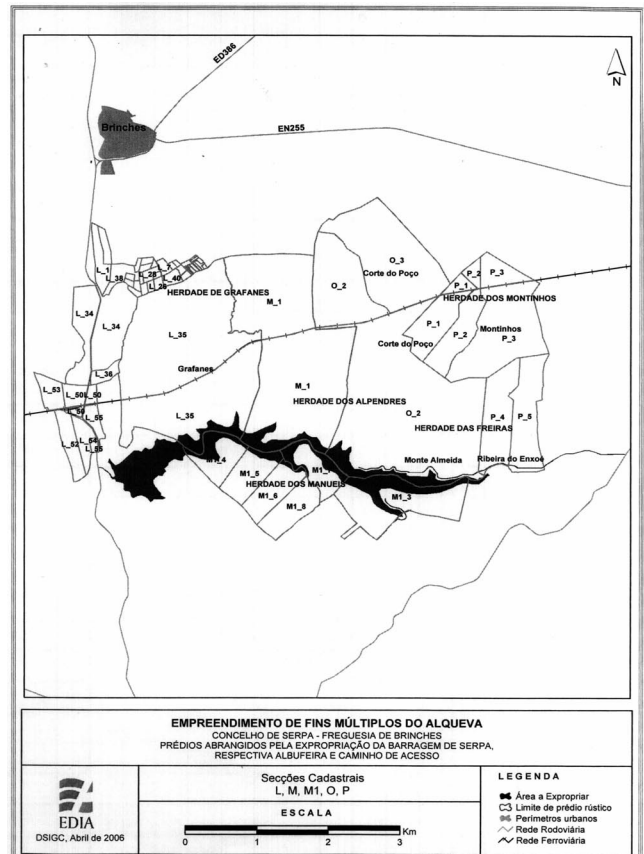 ED386
N
Brinches
EN255
O_3
Corte do Poço
L_1
L_38
L_28
L_7
L_40
L_26
HERDADE DE GRAFANES
M_1
O_2
P_2
P_3
P_1
HERDADE DOS MONTINHOS
L_34
L_34
L_35
P_1
P_2
Montinhos
P_3
Corte do Poço
Grafanes
L_36
M_1
L_53
L_50
L_50
HERDADE DOS ALPENDRES
L_50
L_55
L_35
O_2
HERDADE DAS FREIRAS
P_4
P_5
L_52
L_54
L_55
M1_4
M1_5
Monte Almeida
Ribeira do Enxoé
HERDADE DOS MANUEIS
M1_6
M1_3
M1_8
EMPREENDIMENTO DE FINS MÚLTIPLOS DO ALQUEVA
CONCELHO DE SERPA - FREGUESIA DE BRINCHES
PRÉDIOS ABRANGIDOS PELA EXPROPRIAÇÃO DA BARRAGEM DE SERPA,
RESPECTIVA ALBUFEIRA E CAMINHO DE ACESSO
EDIA
DSIGC, Abril de 2006
Secções Cadastrais
L, M, M1, O, P
ESCALA
0 1 2 3 Km
LEGENDA
Área a Expropriar
Limite de prédio rústico
Perímetros urbanos
Rede Rodoviária
Rede Ferroviária